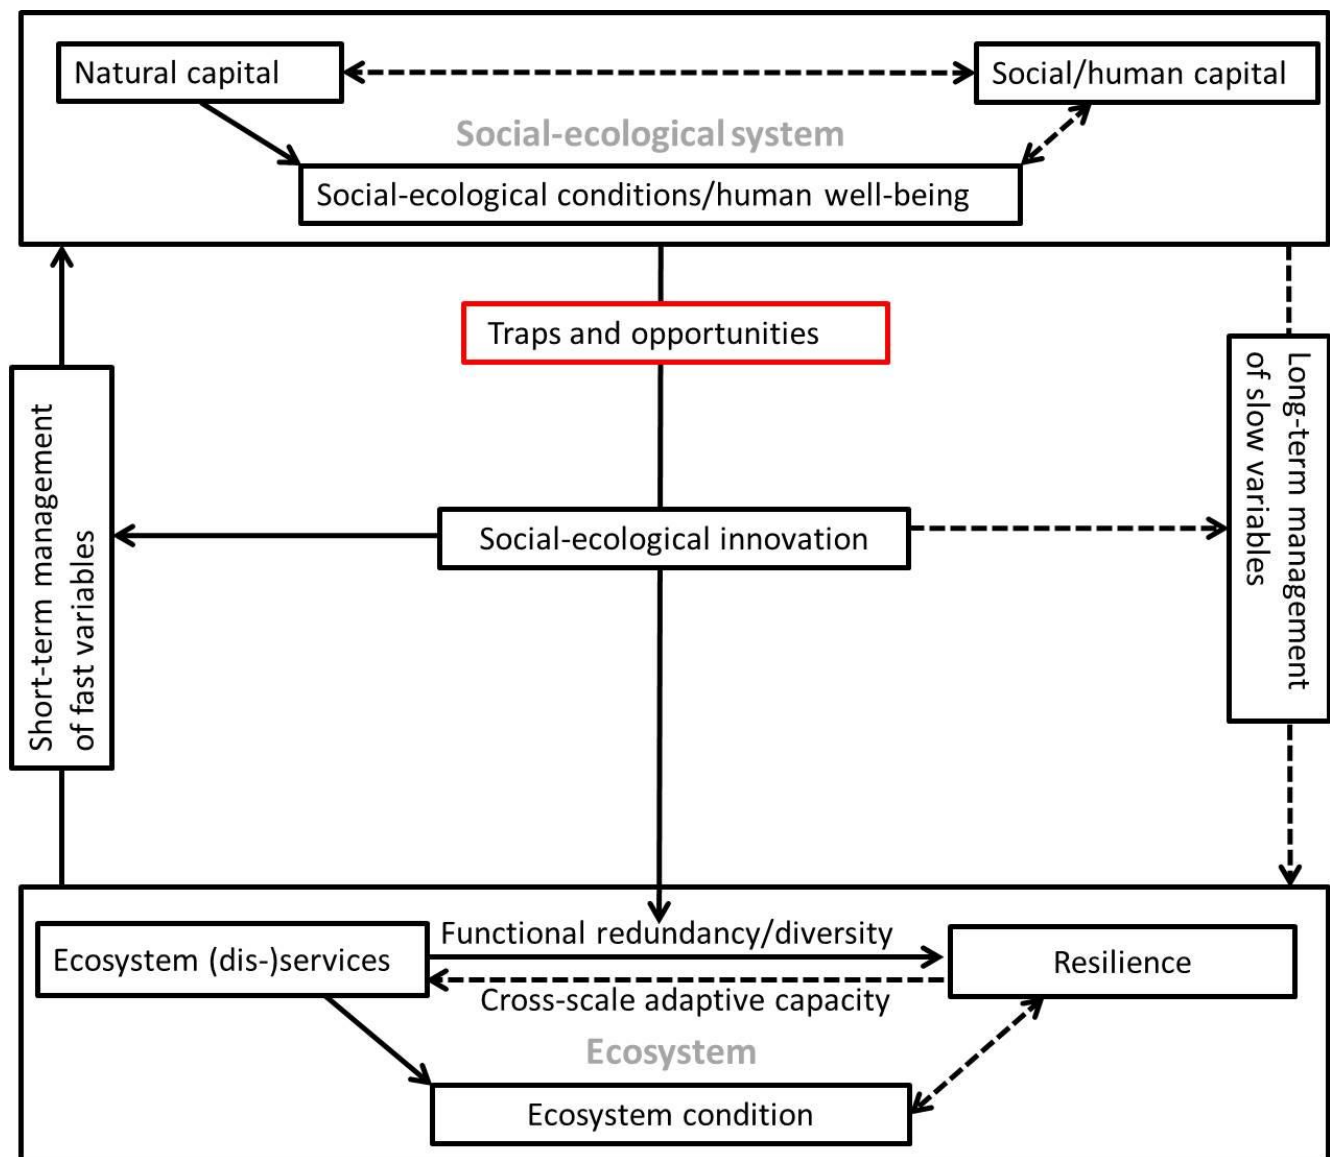 Natural capital
Social/human capital
Social-ecological system
Social-ecological conditions/human well-being
Traps and opportunities
Short-term management
of fast variables
Social-ecological innovation
Long-term management
of slow variables
Functional redundancy/diversity
Ecosystem (dis-)services
Resilience
Cross-scale adaptive capacity
Ecosystem
Ecosystem condition